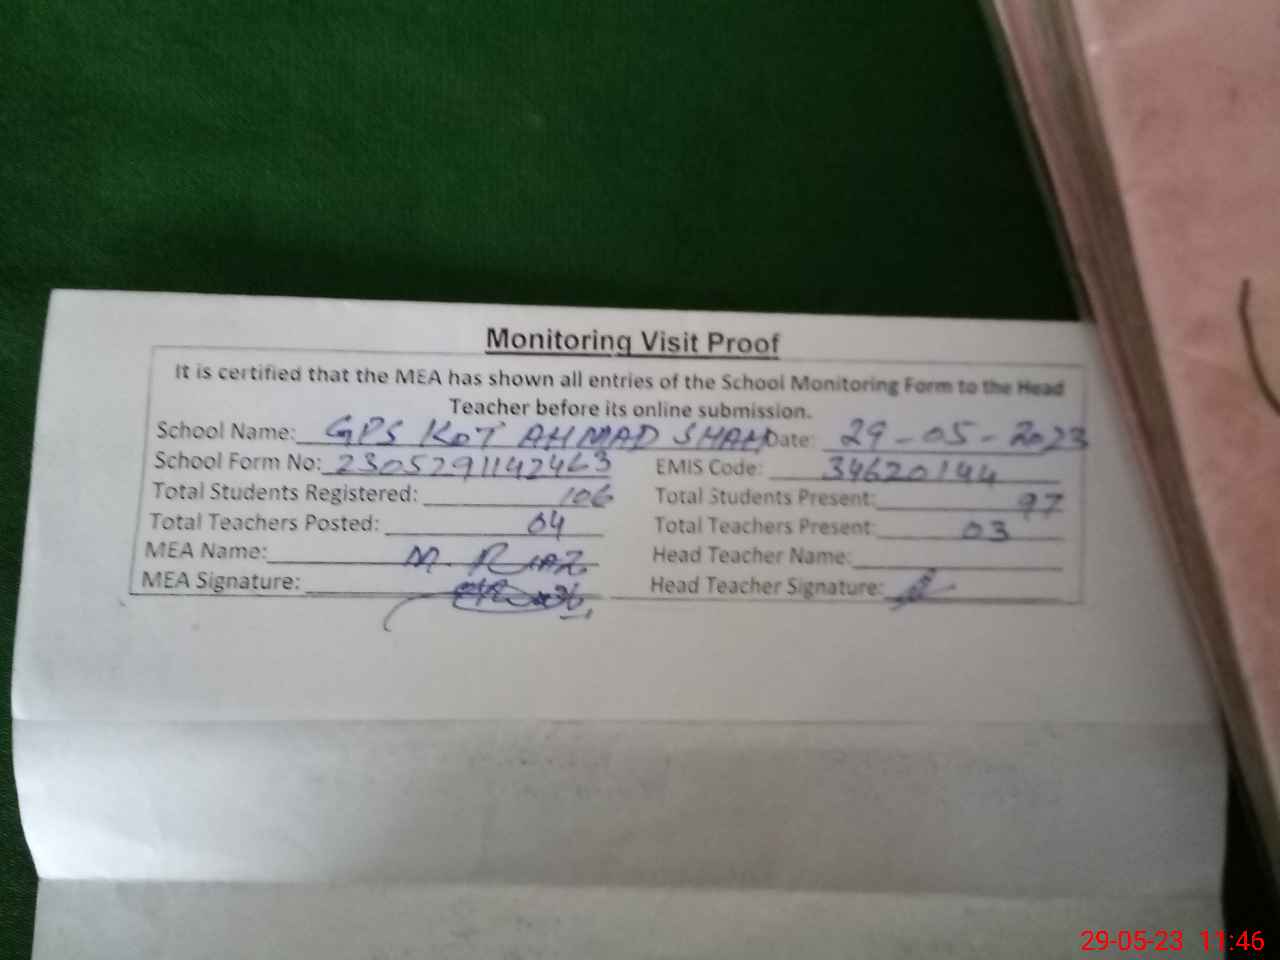 Monitoring Visit Proof
It is certified that the MEA has shown all entries of the School Monitoring Form to the Head
Teacher before its online submission.
School Name: GPS KOT AHMAD SHAH Date: 29-05-2023
School Form No: 2305291142463 EMIS Code: 34620144
Total Students Registered: 106 Total Students Present: 97
Total Teachers Posted: 04 Total Teachers Present: 03
MEA Name: M. RIAZ Head Teacher Name:
MEA Signature: Head Teacher Signature:
29-05-23 11:46